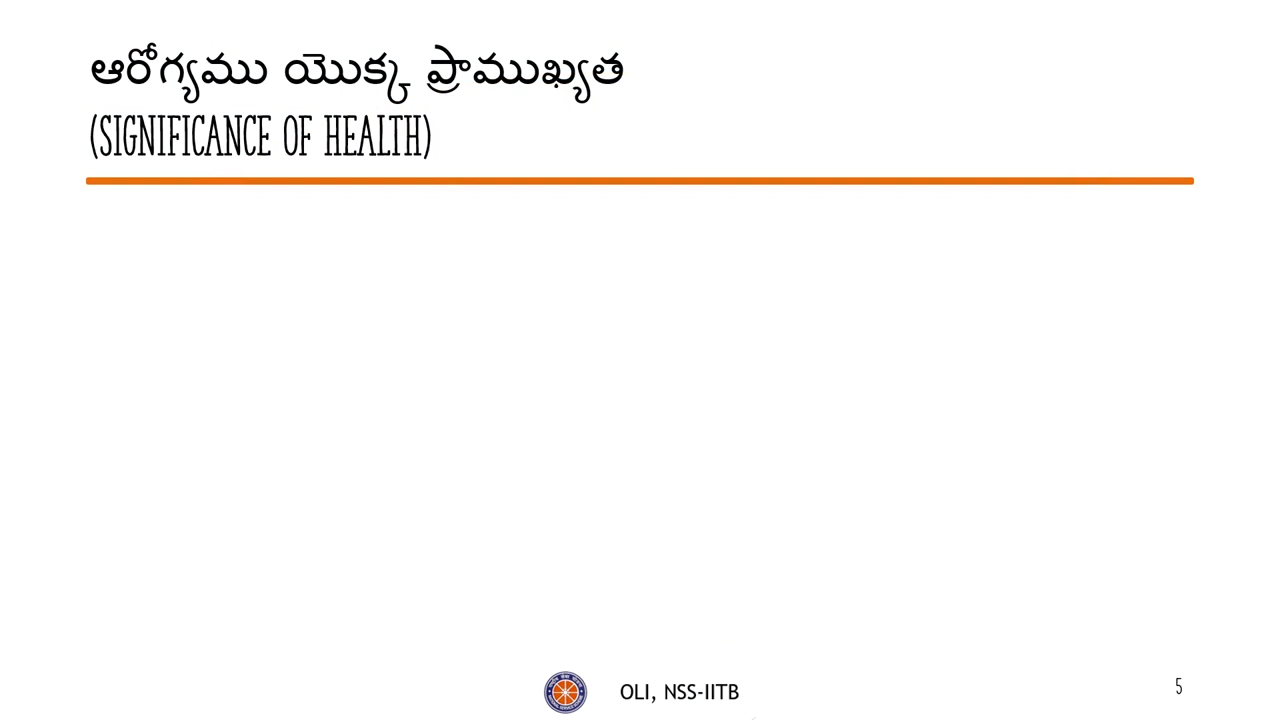 ఆరోగ్యము యొక్క ప్రాముఖ్యత
(SIGNIFICANCE OF HEALTH)
OLI, NSS-IITB
5